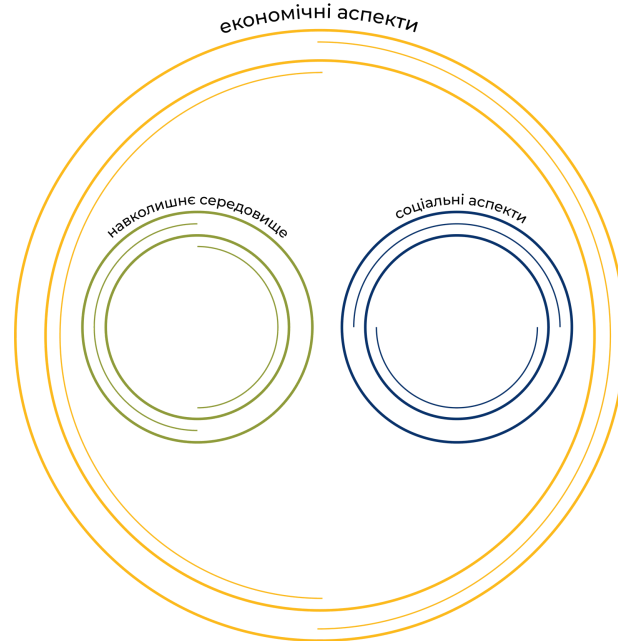 економічні аспекти
навколишнє середовище
соціальні аспекти